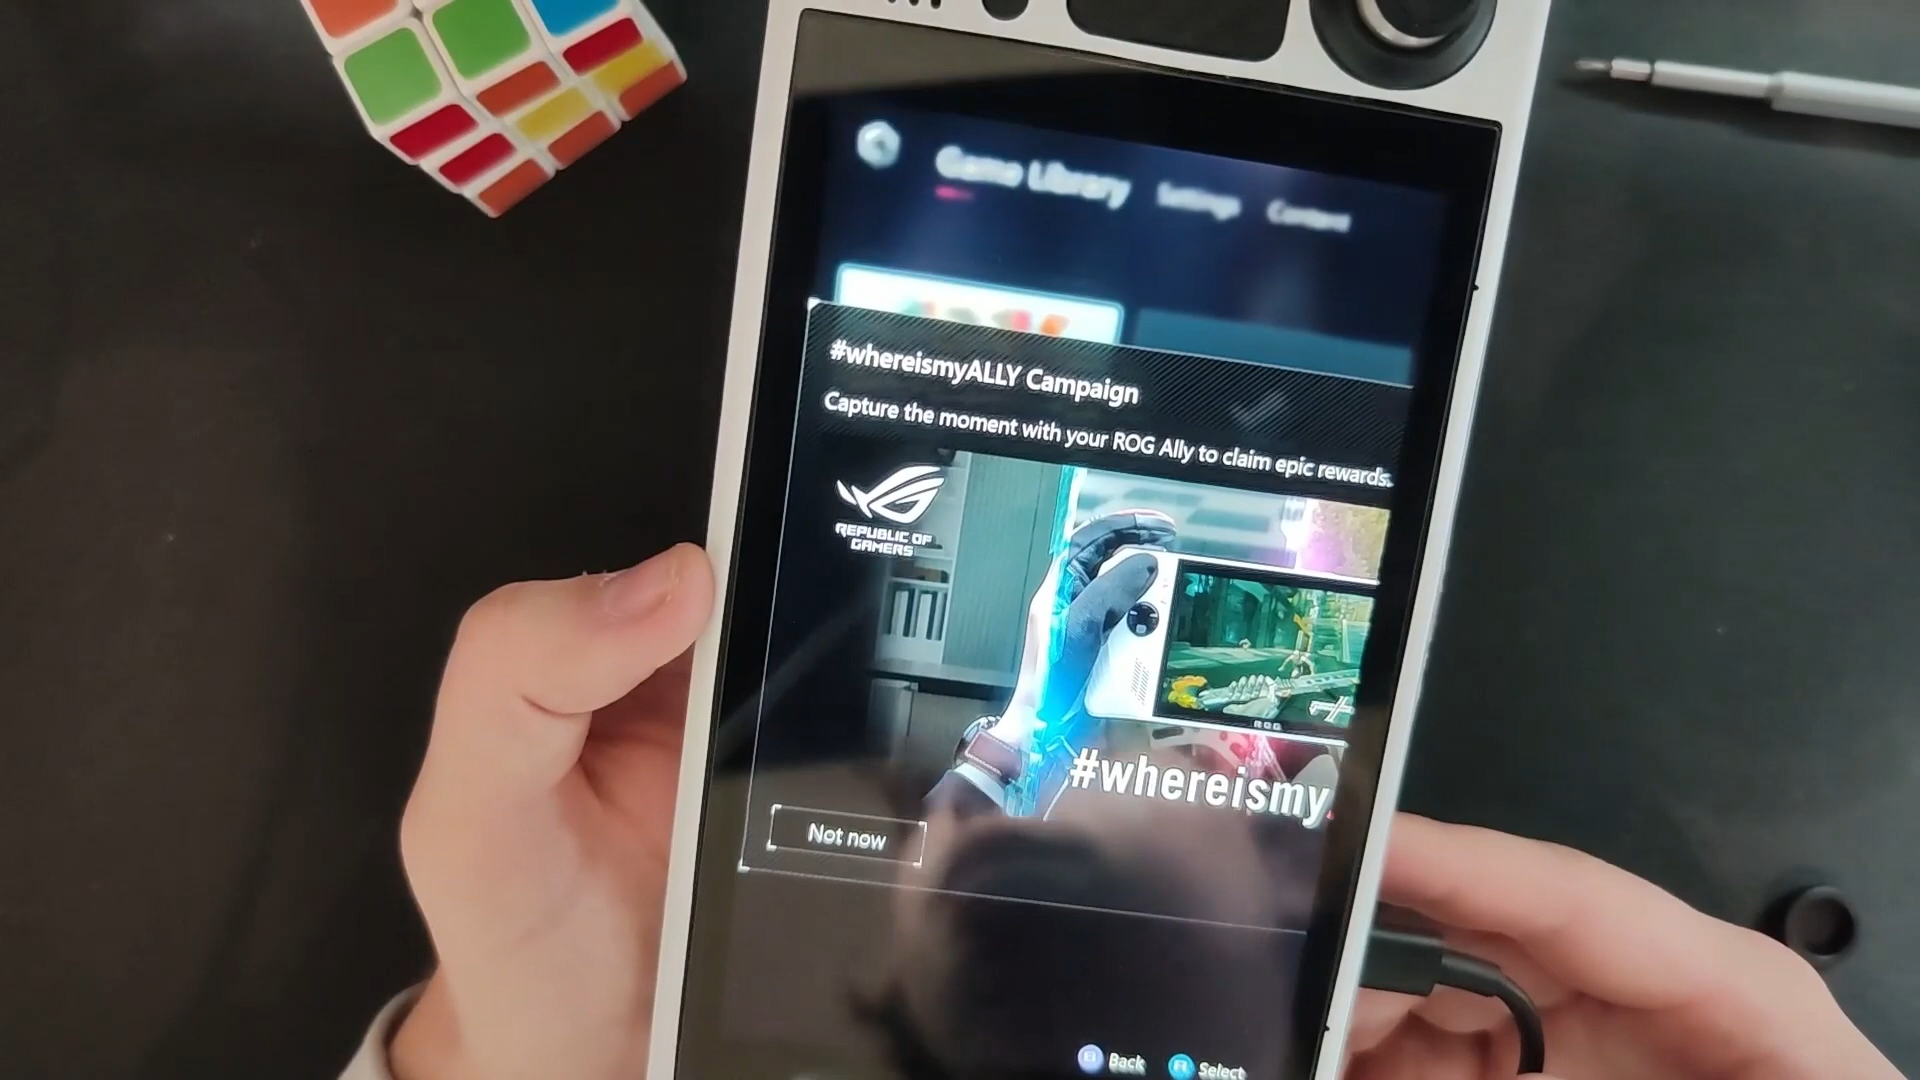 Game Library Settings Content
#whereismyALLY Campaign
Capture the moment with your ROG Ally to claim epic rewards.
REPUBLIC OF
GAMERS
ROG
#whereismy
Not now
Back Select